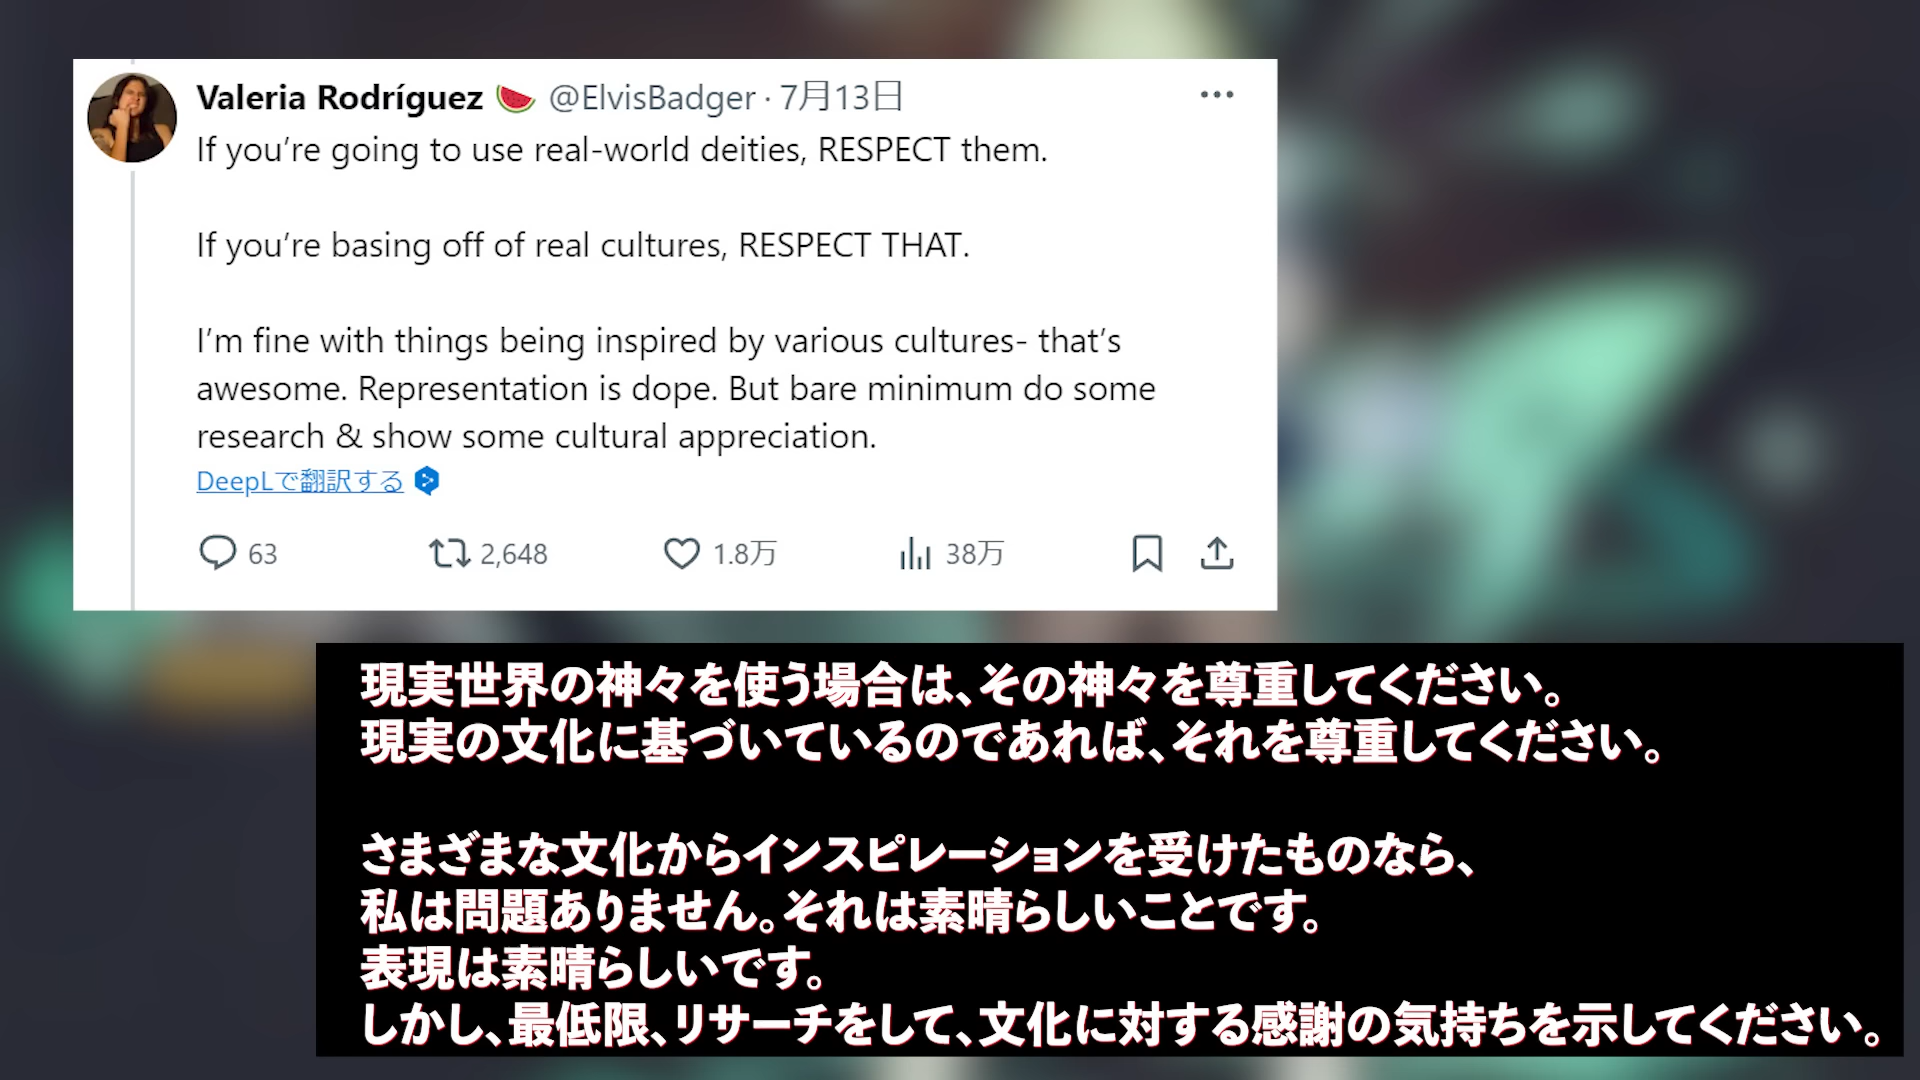 Valeria Rodríguez 🍉 @ElvisBadger · 7月13日
If you’re going to use real-world deities, RESPECT them.
If you’re basing off of real cultures, RESPECT THAT.
I’m fine with things being inspired by various cultures- that’s
awesome. Representation is dope. But bare minimum do some
research & show some cultural appreciation.
DeepLで翻訳する
63 2,648 1.8万 38万
現実世界の神々を使う場合は、その神々を尊重してください。
現実の文化に基づいているのであれば、それを尊重してください。
さまざまな文化からインスピレーションを受けたものなら、
私は問題ありません。それは素晴らしいことです。
表現は素晴らしいです。
しかし、最低限、リサーチをして、文化に対する感謝の気持ちを示してください。